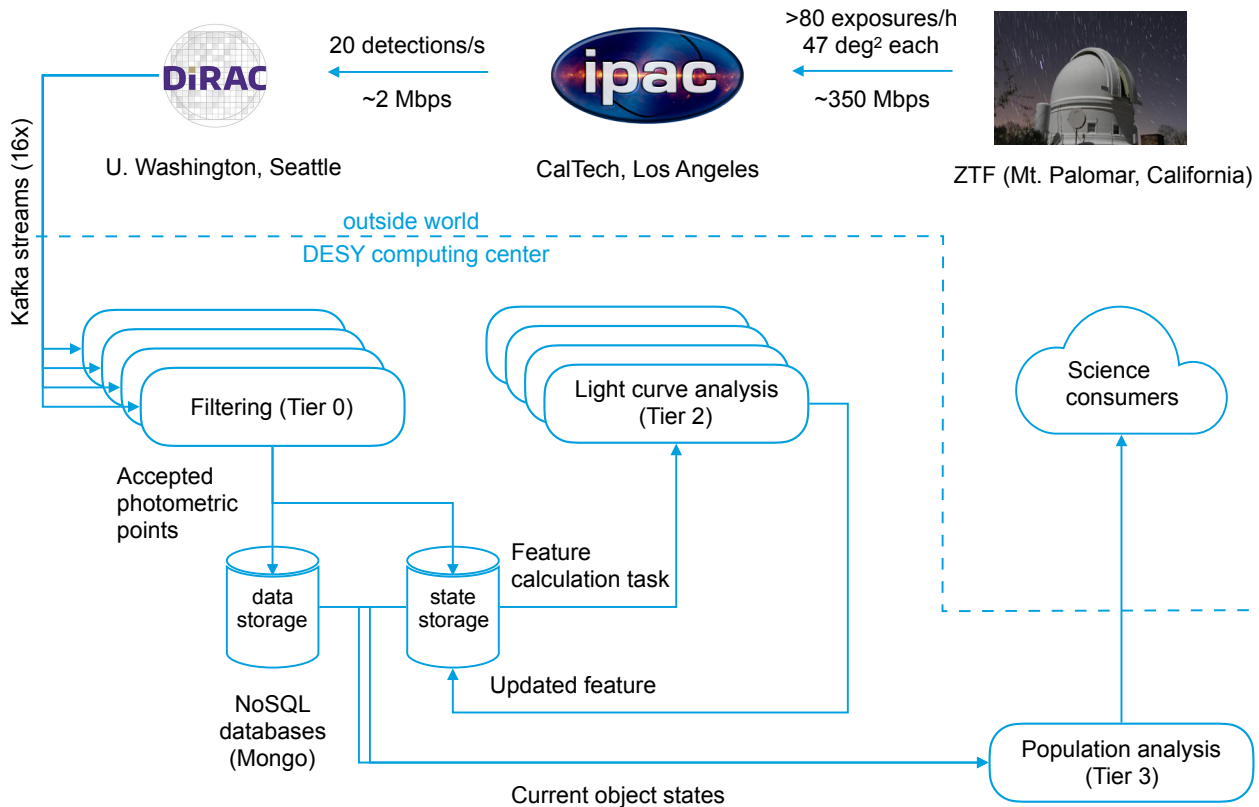 DiRAC
20 detections/s
~2 Mbps
ipac
>80 exposures/h
47 deg² each
~350 Mbps
U. Washington, Seattle
CalTech, Los Angeles
ZTF (Mt. Palomar, California)
Kafka streams (16x)
outside world
DESY computing center
Filtering (Tier 0)
Light curve analysis
(Tier 2)
Science
consumers
Accepted
photometric
points
data
storage
state
storage
Feature
calculation task
Updated feature
NoSQL
databases
(Mongo)
Current object states
Population analysis
(Tier 3)